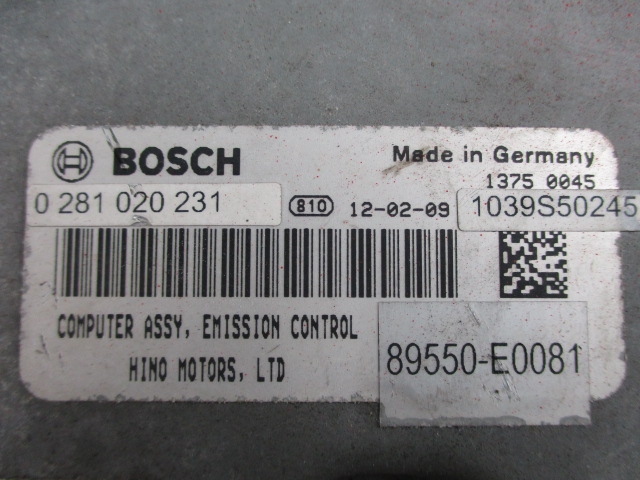 BOSCH
Made in Germany
1375 0045
0 281 020 231
810 12-02-09
1039S50245
COMPUTER ASSY, EMISSION CONTROL
HINO MOTORS, LTD
89550-E0081